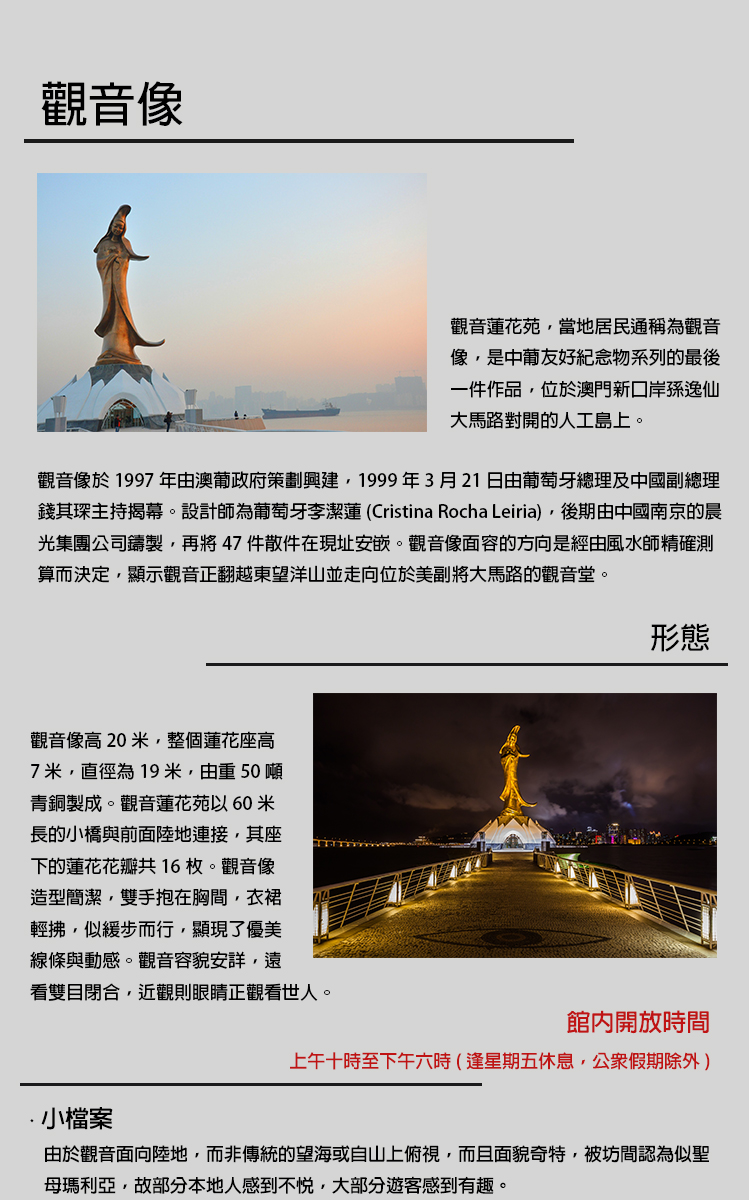 觀音像
觀音蓮花苑，當地居民通稱為觀音
像，是中葡友好紀念物系列的最後
一件作品，位於澳門新口岸孫逸仙
大馬路對開的人工島上。
觀音像於 1997 年由澳葡政府策劃興建，1999 年 3 月 21 日由葡萄牙總理及中國副總理
錢其琛主持揭幕。設計師為葡萄牙李潔蓮 (Cristina Rocha Leiria)，後期由中國南京的晨
光集團公司鑄製，再將 47 件散件在現址安嵌。觀音像面容的方向是經由風水師精確測
算而決定，顯示觀音正翻越東望洋山並走向位於美副將大馬路的觀音堂。
形態
觀音像高 20 米，整個蓮花座高
7 米，直徑為 19 米，由重 50 噸
青銅製成。觀音蓮花苑以 60 米
長的小橋與前面陸地連接，其座
下的蓮花花瓣共 16 枚。觀音像
造型簡潔，雙手抱在胸間，衣裙
輕拂，似緩步而行，顯現了優美
線條與動感。觀音容貌安詳，遠
看雙目閉合，近觀則眼睛正觀看世人。
館內開放時間
上午十時至下午六時 ( 逢星期五休息，公眾假期除外 )
· 小檔案
由於觀音面向陸地，而非傳統的望海或自山上俯視，而且面貌奇特，被坊間認為似聖
母瑪利亞，故部分本地人感到不悅，大部分遊客感到有趣。